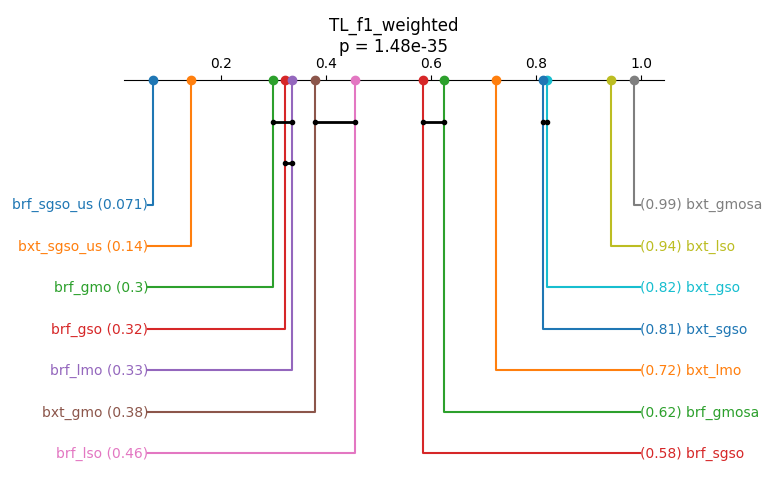 TL_f1_weighted
p = 1.48e-35
0.2 0.4 0.6 0.8 1.0
brf_sgso_us (0.071) (0.99) bxt_gmosa
bxt_sgso_us (0.14) (0.94) bxt_lso
brf_gmo (0.3) (0.82) bxt_gso
brf_gso (0.32) (0.81) bxt_sgso
brf_lmo (0.33) (0.72) bxt_lmo
bxt_gmo (0.38) (0.62) brf_gmosa
brf_lso (0.46) (0.58) brf_sgso